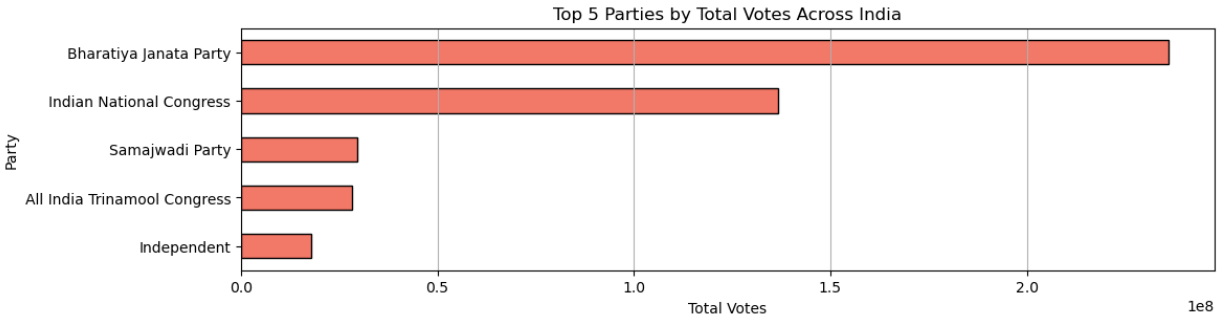 Top 5 Parties by Total Votes Across India
Party
Bharatiya Janata Party
Indian National Congress
Samajwadi Party
All India Trinamool Congress
Independent
0.0 0.5 1.0 1.5 2.0
1e8
Total Votes